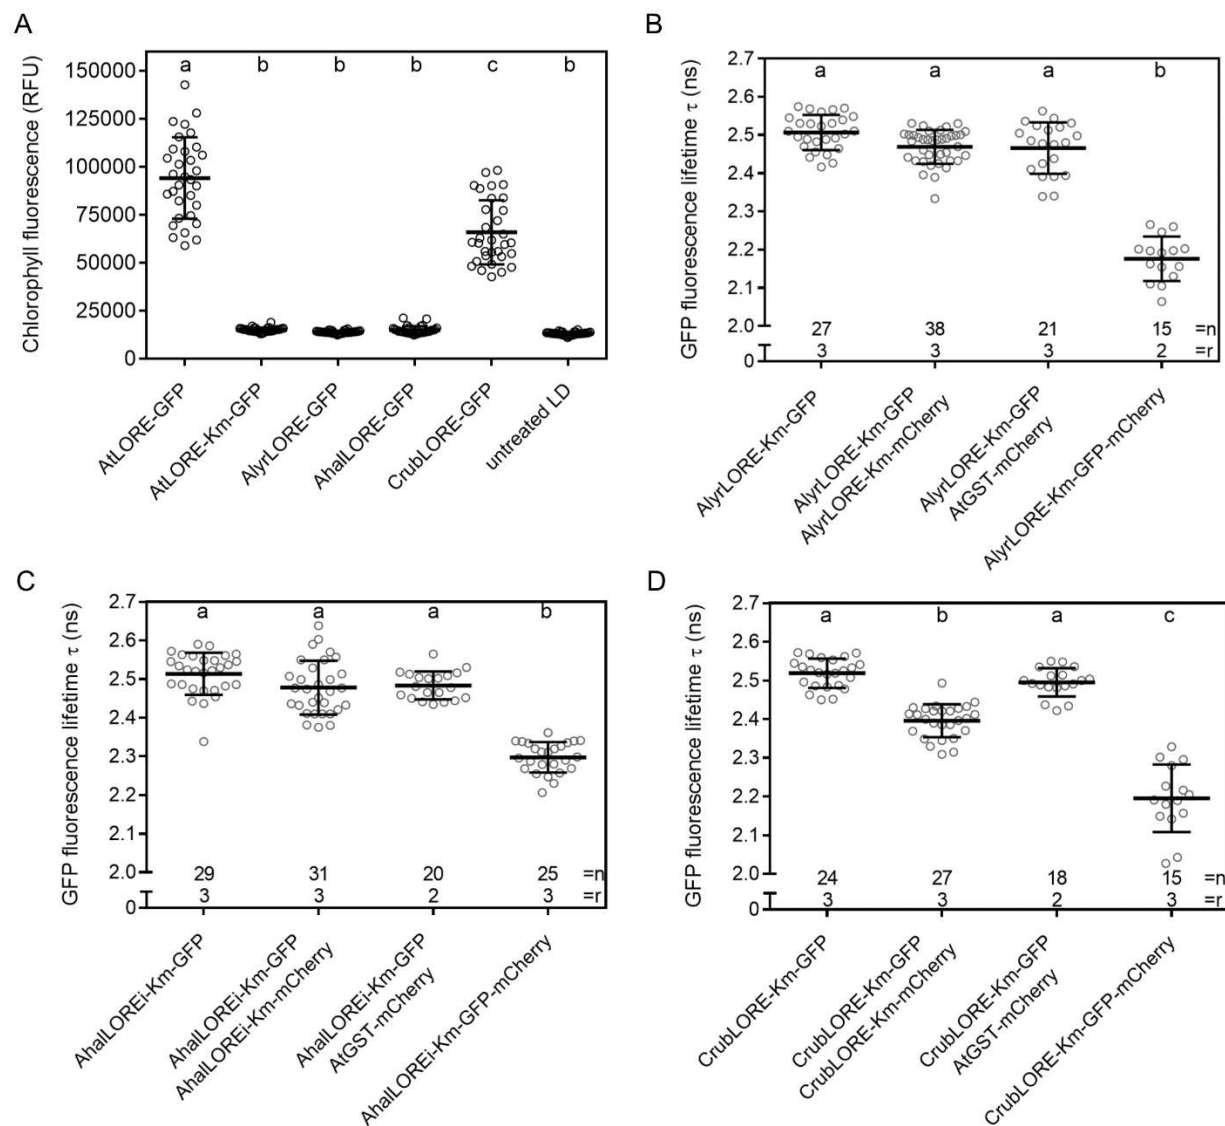 A
Chlorophyll fluorescence (RFU)
150000
125000
100000
75000
50000
25000
0
a b b b c b
AtLORE-GFP
AtLORE-Km-GFP
AlyrLORE-GFP
AhalLORE-GFP
CrubLORE-GFP
untreated LD
B
GFP fluorescence lifetime τ (ns)
2.7
2.6
2.5
2.4
2.3
2.2
2.1
2.0
0
a a a b
27 38 21 15 =n
3 3 3 2 =r
AlyrLORE-Km-GFP
AlyrLORE-Km-GFP
AlyrLORE-Km-mCherry
AlyrLORE-Km-GFP
AtGST-mCherry
AlyrLORE-Km-GFP-mCherry
C
GFP fluorescence lifetime τ (ns)
2.7
2.6
2.5
2.4
2.3
2.2
2.1
2.0
0
a a a b
29 31 20 25 =n
3 3 2 3 =r
AhalLOREi-Km-GFP
AhalLOREi-Km-GFP
AhalLOREi-Km-mCherry
AhalLOREi-Km-GFP
AtGST-mCherry
AhalLOREi-Km-GFP-mCherry
D
GFP fluorescence lifetime τ (ns)
2.7
2.6
2.5
2.4
2.3
2.2
2.1
2.0
0
a b a c
24 27 18 15 =n
3 3 2 3 =r
CrubLORE-Km-GFP
CrubLORE-Km-GFP
CrubLORE-Km-mCherry
CrubLORE-Km-GFP
AtGST-mCherry
CrubLORE-Km-GFP-mCherry